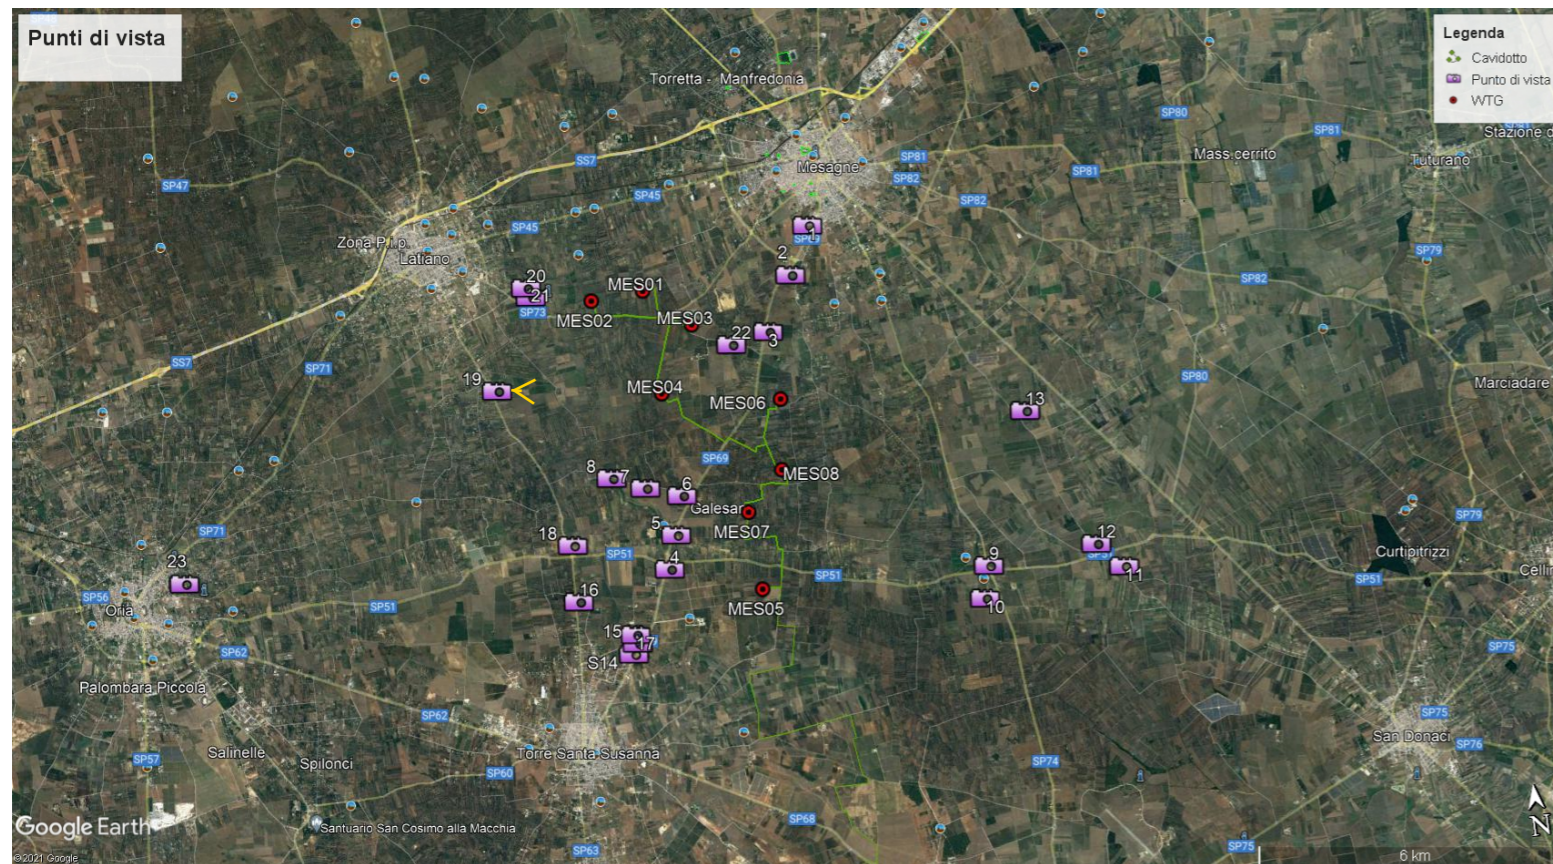 Punti di vista
Legenda
Cavidotto
Punto di vista
WTG
Torretta - Manfredonia
SP80
SP81
Stazione d
SS7
SP81
Mass cerrito
Tuturano
Mesagne
SP81
SP47
SP82
SP45
SP82
SP45
1
SP69
Zona P.i.p.
Latiano
2
SP79
20
MES01
SP82
21
SP73
MES02
MES03
22
3
SS7
SP71
19
MES04
MES06
13
SP80
Marciadare
SP69
8
7
6
MES08
Galesan
SP79
SP71
5
MES07
18
12
SP51
4
9
Curtipitrizzi
23
SP51
11
SP51
Cellin
SP56
Oria
SP51
16
MES05
10
15
17
S14
SP62
SP75
Palombara Piccola
SP62
SP75
San Donaci
SP76
Salinelle
Spilonci
SP57
Torre Santa Susanna
SP60
SP74
Google Earth
Santuario San Cosimo alla Macchia
SP68
N
©2021 Google
SP63
SP75
6 km